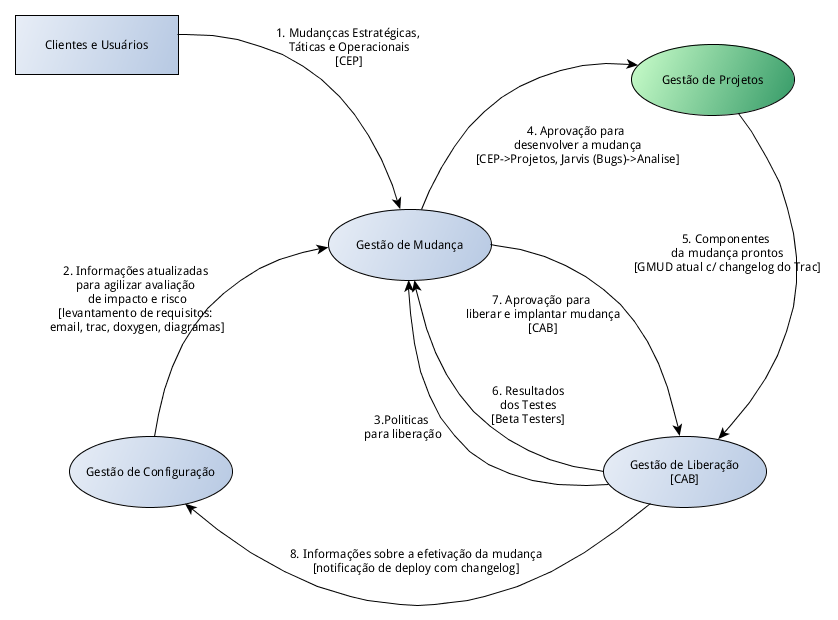 Clientes e Usuários
1. Mudançcas Estratégicas,
Táticas e Operacionais
[CEP]
Gestão de Projetos
4. Aprovação para
desenvolver a mudança
[CEP->Projetos, Jarvis (Bugs)->Analise]
Gestão de Mudança
5. Componentes
da mudança prontos
[GMUD atual c/ changelog do Trac]
2. Informações atualizadas
para agilizar avaliação
de impacto e risco
[levantamento de requisitos:
email, trac, doxygen, diagramas]
7. Aprovação para
liberar e implantar mudança
[CAB]
6. Resultados
dos Testes
[Beta Testers]
3.Politicas
para liberação
Gestão de Configuração
Gestão de Liberação
[CAB]
8. Informações sobre a efetivação da mudança
[notificação de deploy com changelog]